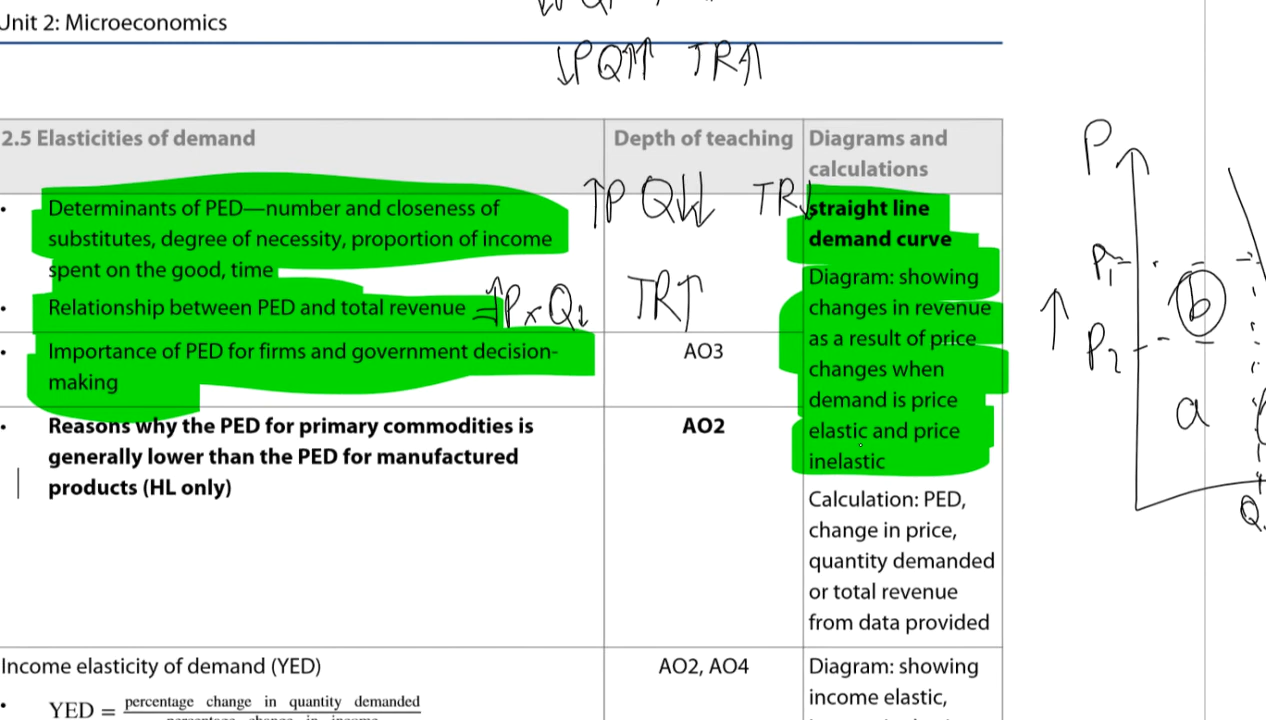 Unit 2: Microeconomics
↓P Q↑↑ TR↑
2.5 Elasticities of demand
Depth of teaching
Diagrams and
calculations
• Determinants of PED—number and closeness of
substitutes, degree of necessity, proportion of income
spent on the good, time
• Relationship between PED and total revenue
↑P Q↓↓ TR↓
↑P x Q↓ TR↑
• Importance of PED for firms and government decision-
making
AO3
• Reasons why the PED for primary commodities is
generally lower than the PED for manufactured
products (HL only)
AO2
straight line
demand curve
Diagram: showing
changes in revenue
as a result of price
changes when
demand is price
elastic and price
inelastic
Calculation: PED,
change in price,
quantity demanded
or total revenue
from data provided
Income elasticity of demand (YED)
AO2, AO4
Diagram: showing
income elastic,
• YED = percentage change in quantity demanded
P
P1
b
↑ P2
a
Q